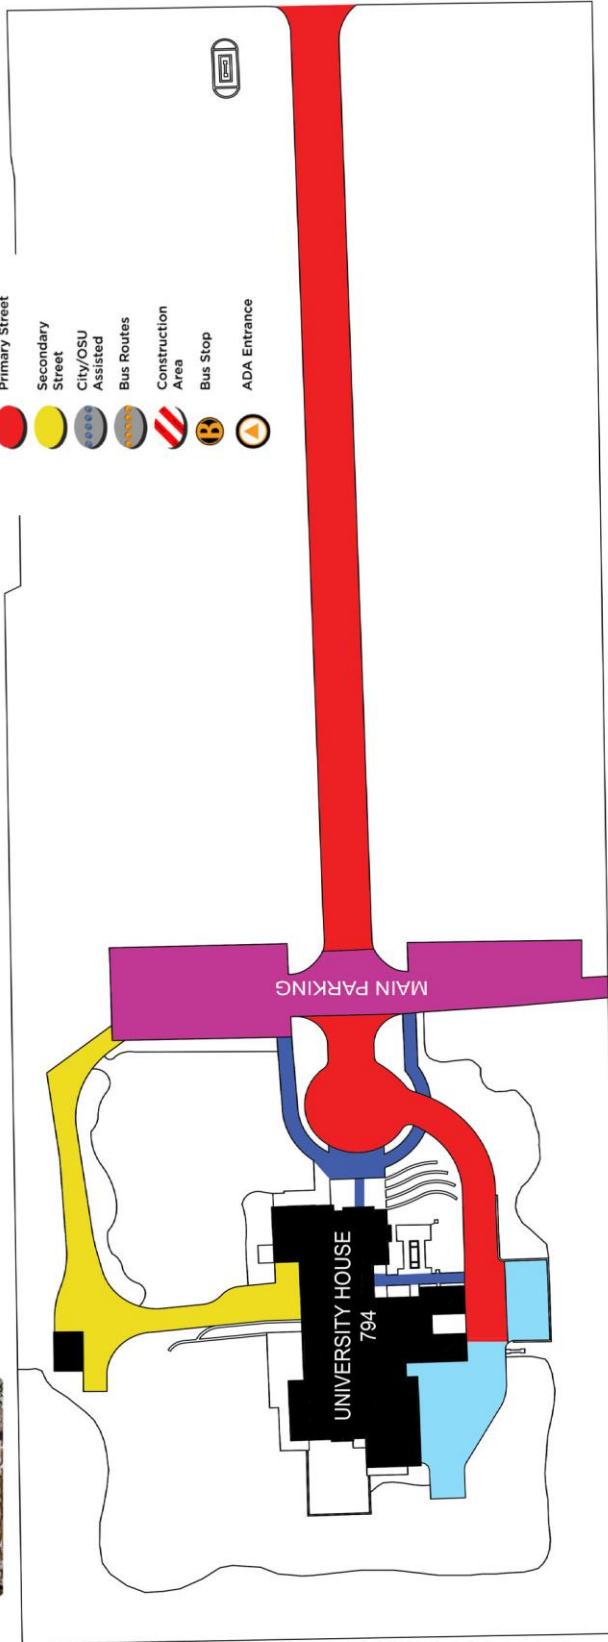 Primary Street
Secondary
Street
City/OSU
Assisted
Bus Routes
Construction
Area
B
Bus Stop
ADA Entrance
MAIN PARKING
UNIVERSITY HOUSE
794